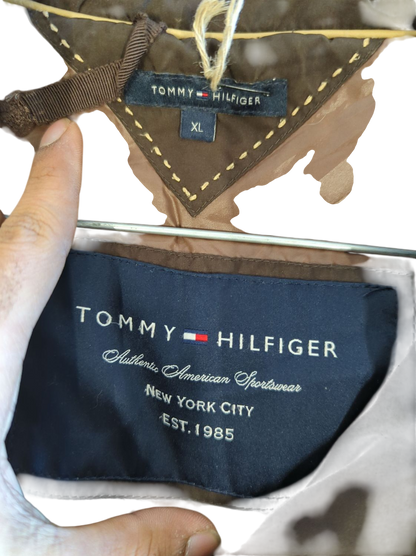 TOMMY HILFIGER
XL
TOMMY HILFIGER
Authentic American Sportswear
NEW YORK CITY
EST. 1985